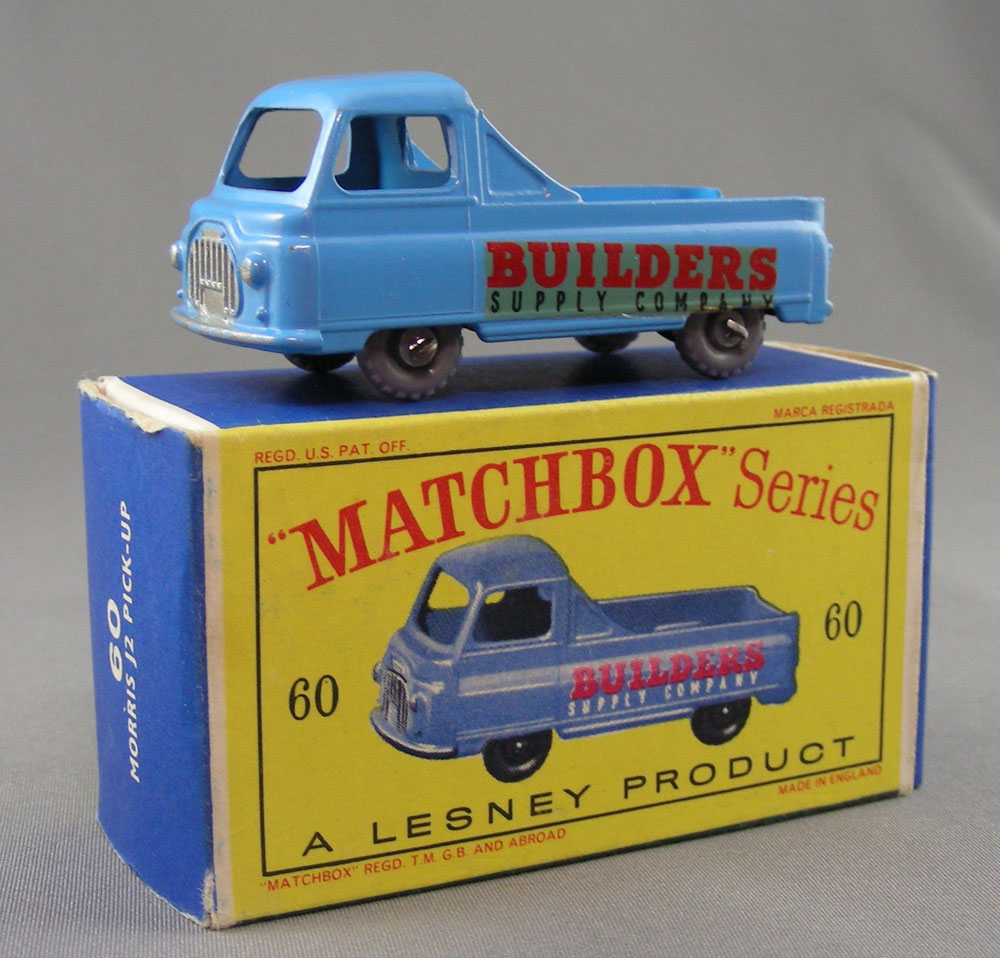 BUILDERS
SUPPLY COMPANY
REGD. U.S. PAT. OFF.
MARCA REGISTRADA
"MATCHBOX" Series
60
60
BUILDERS
SUPPLY COMPANY
A LESNEY PRODUCT
MADE IN ENGLAND
"MATCHBOX" REGD. T.M. G.B. AND ABROAD
60
MORRIS J2 PICK-UP